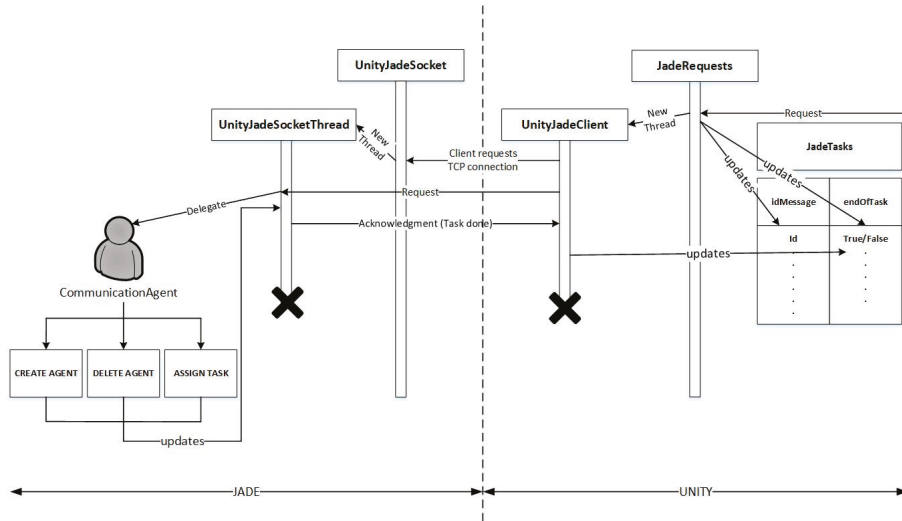 UnityJadeSocket
JadeRequests
UnityJadeSocketThread
UnityJadeClient
New
Thread
New
Thread
Request
JadeTasks
Client requests
TCP connection
updates
updates
Request
Delegate
idMessage
endOfTask
Acknowledgment (Task done)
Id
True/False
updates
CommunicationAgent
CREATE AGENT
DELETE AGENT
ASSIGN TASK
updates
JADE
UNITY